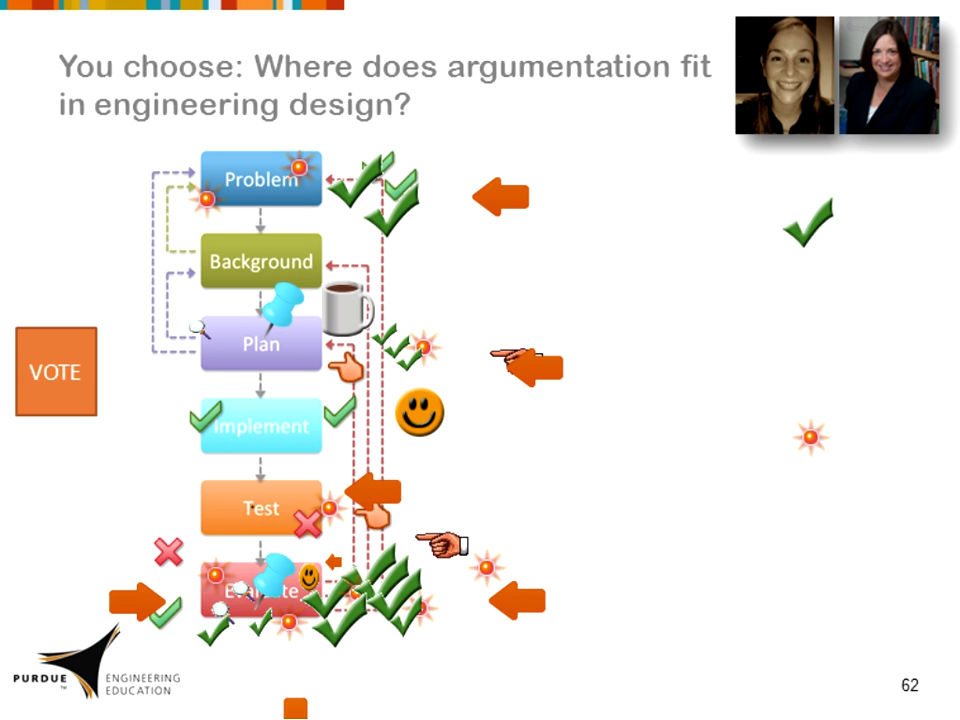 You choose: Where does argumentation fit
in engineering design?
Problem
Background
Plan
VOTE
Implement
Test
PURDUE
TM
ENGINEERING
EDUCATION
62